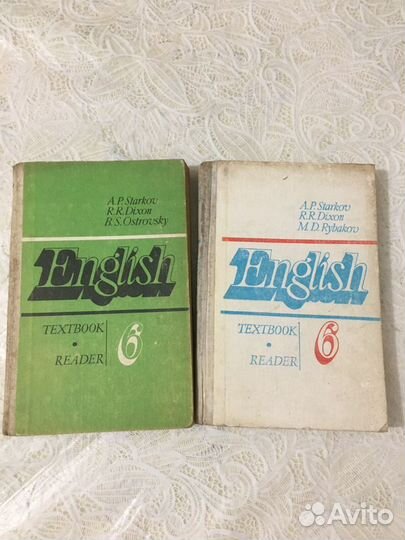 A.P. Starkov
R.R. Dixon
B.S. Ostrovsky
English
TEXTBOOK
•
READER
6
A.P. Starkov
R.R. Dixon
M.D. Rybakov
English
TEXTBOOK
•
READER
6
Avito